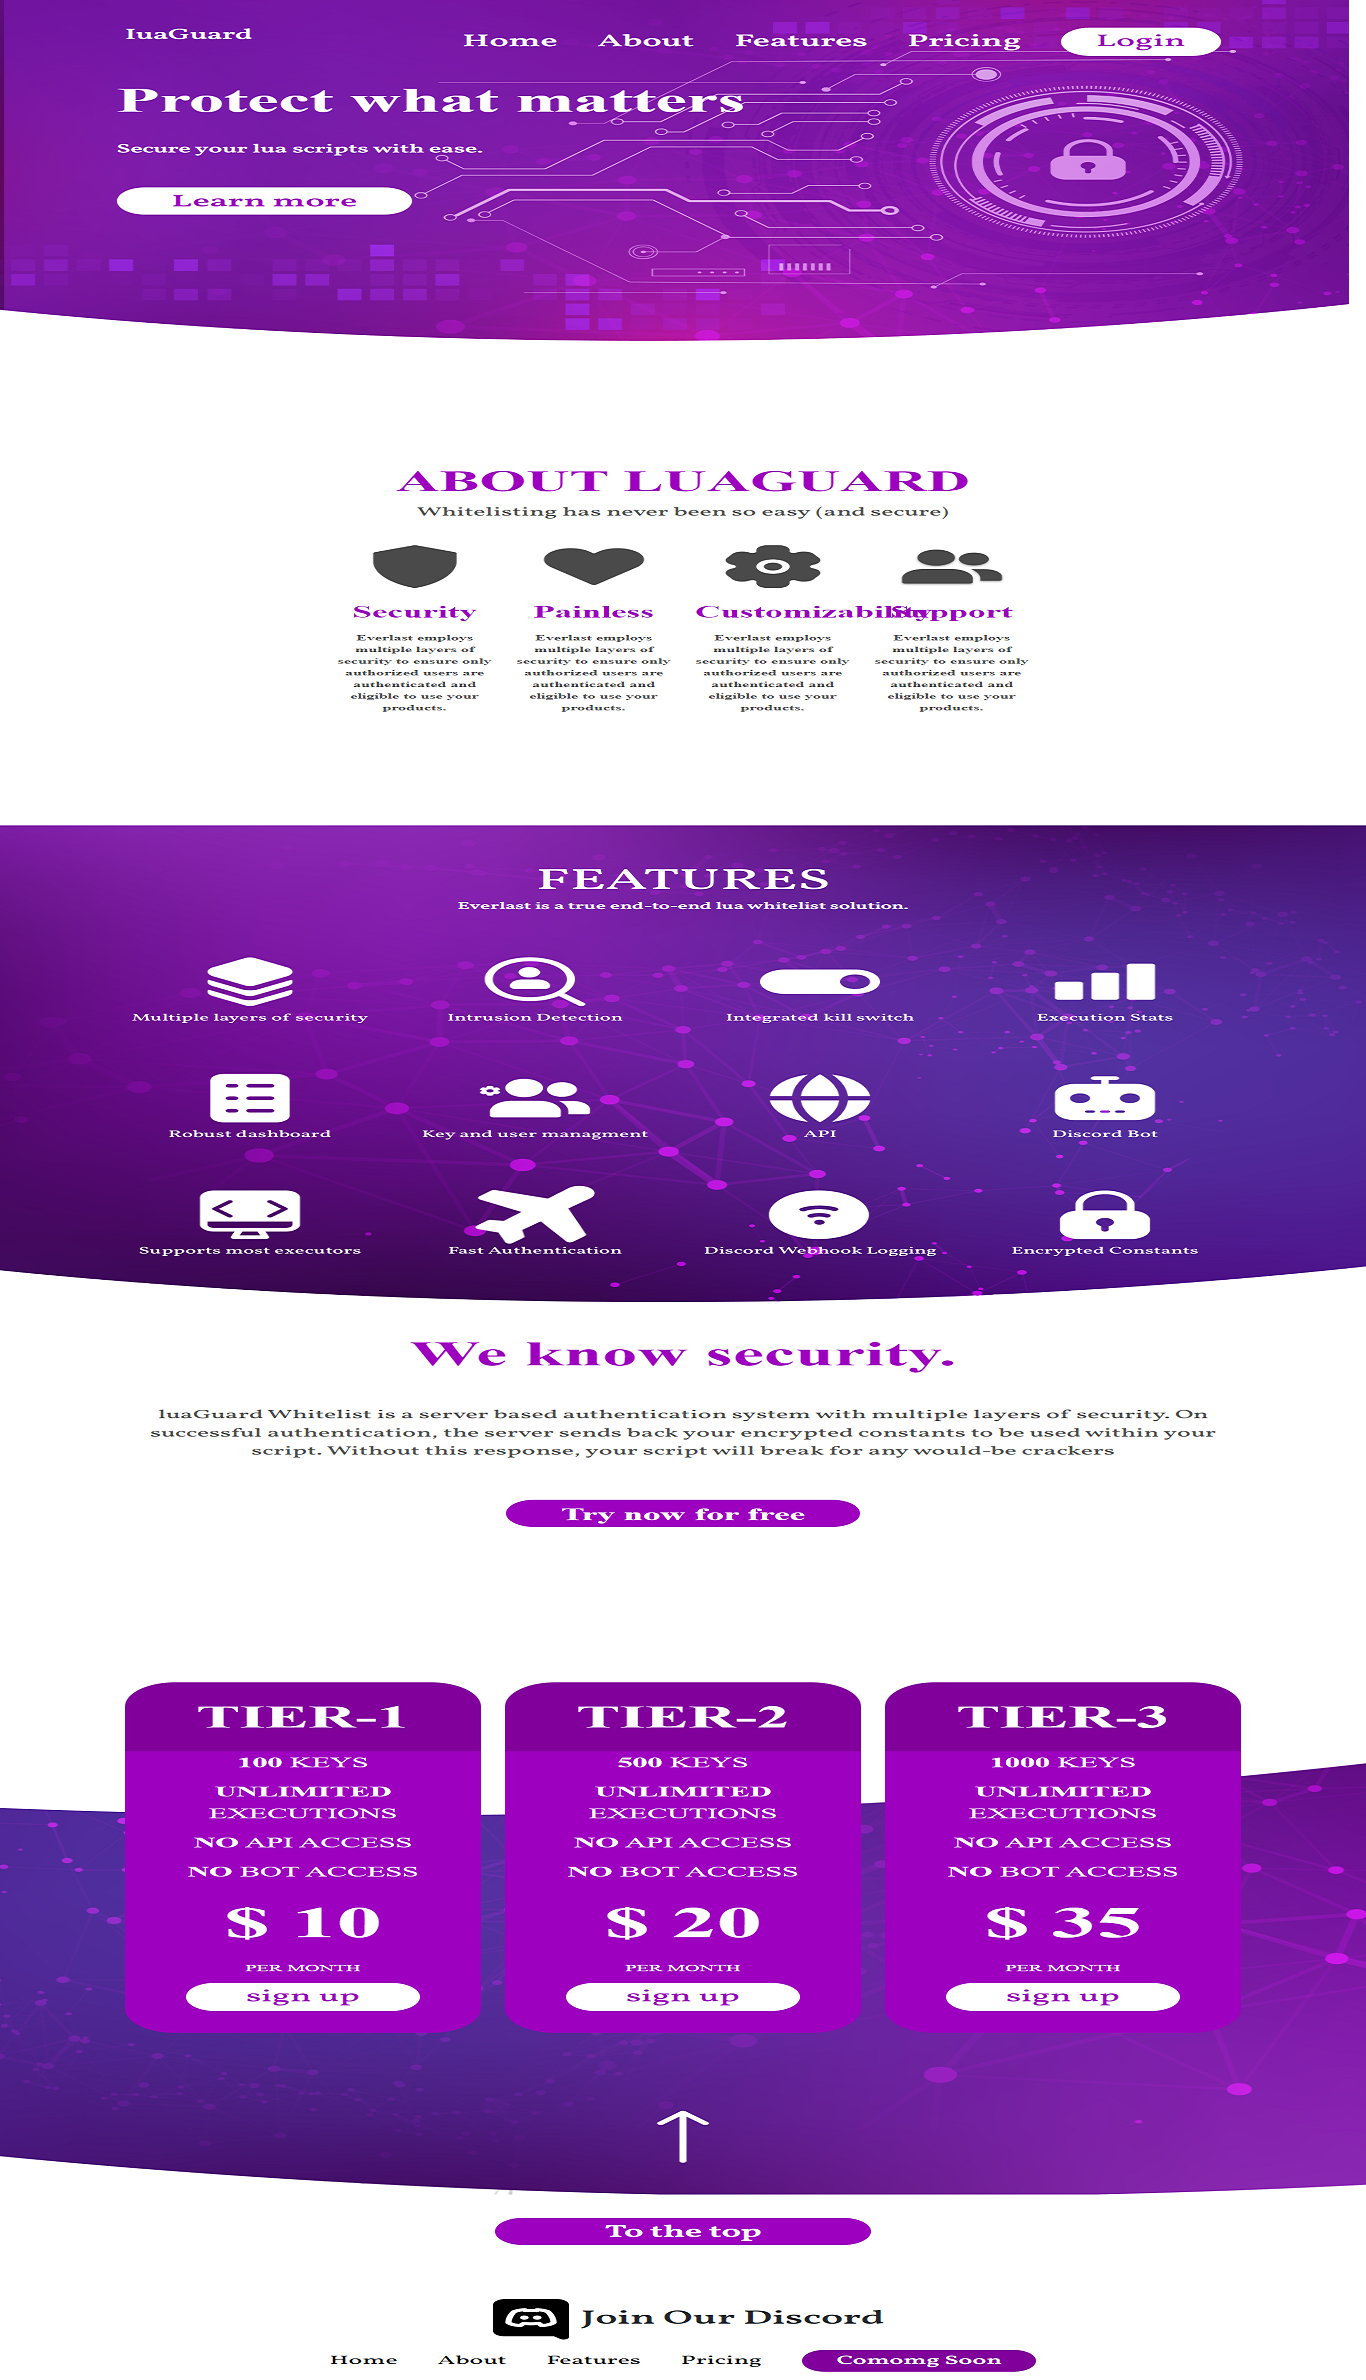 luaGuard
Home About Features Pricing Login
Protect what matters
Secure your lua scripts with ease.
Learn more
ABOUT LUAGUARD
Whitelisting has never been so easy (and secure)
Security
Everlast employs
multiple layers of
security to ensure only
authorized users are
authenticated and
eligible to use your
products.
Painless
Everlast employs
multiple layers of
security to ensure only
authorized users are
authenticated and
eligible to use your
products.
Customizability
Everlast employs
multiple layers of
security to ensure only
authorized users are
authenticated and
eligible to use your
products.
Support
Everlast employs
multiple layers of
security to ensure only
authorized users are
authenticated and
eligible to use your
products.
FEATURES
Everlast is a true end-to-end lua whitelist solution.
Multiple layers of security
Intrusion Detection
Integrated kill switch
Execution Stats
Robust dashboard
Key and user managment
API
Discord Bot
Supports most executors
Fast Authentication
Discord Webhook Logging
Encrypted Constants
We know security.
luaGuard Whitelist is a server based authentication system with multiple layers of security. On
successful authentication, the server sends back your encrypted constants to be used within your
script. Without this response, your script will break for any would-be crackers
Try now for free
TIER-1
100 KEYS
UNLIMITED
EXECUTIONS
NO API ACCESS
NO BOT ACCESS
$ 10
PER MONTH
sign up
TIER-2
500 KEYS
UNLIMITED
EXECUTIONS
NO API ACCESS
NO BOT ACCESS
$ 20
PER MONTH
sign up
TIER-3
1000 KEYS
UNLIMITED
EXECUTIONS
NO API ACCESS
NO BOT ACCESS
$ 35
PER MONTH
sign up
To the top
Join Our Discord
Home About Features Pricing Comomg Soon